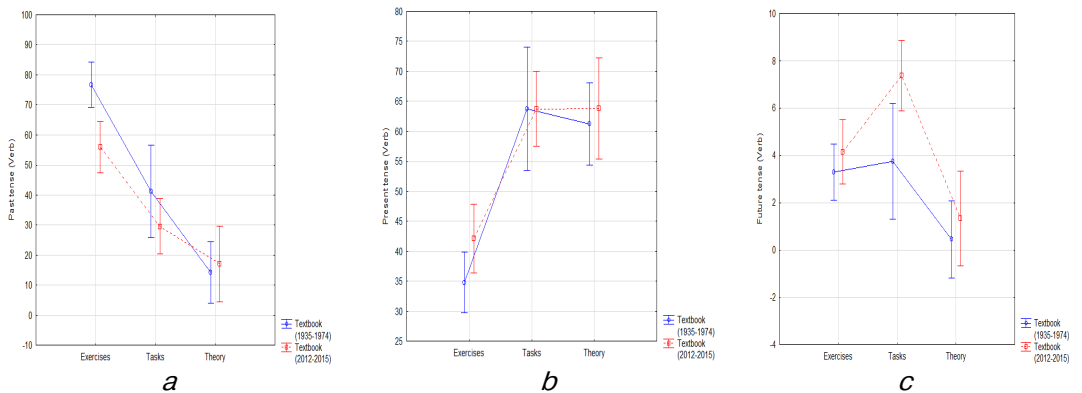 Past tense (Verb)
100
90
80
70
60
50
40
30
20
10
0
-10
Exercises Tasks Theory
Textbook
(1935-1974)
Textbook
(2012-2015)
a
Present tense (Verb)
80
75
70
65
60
55
50
45
40
35
30
25
Exercises Tasks Theory
Textbook
(1935-1974)
Textbook
(2012-2015)
b
Future tense (Verb)
10
8
6
4
2
0
-2
-4
Exercises Tasks Theory
Textbook
(1935-1974)
Textbook
(2012-2015)
c